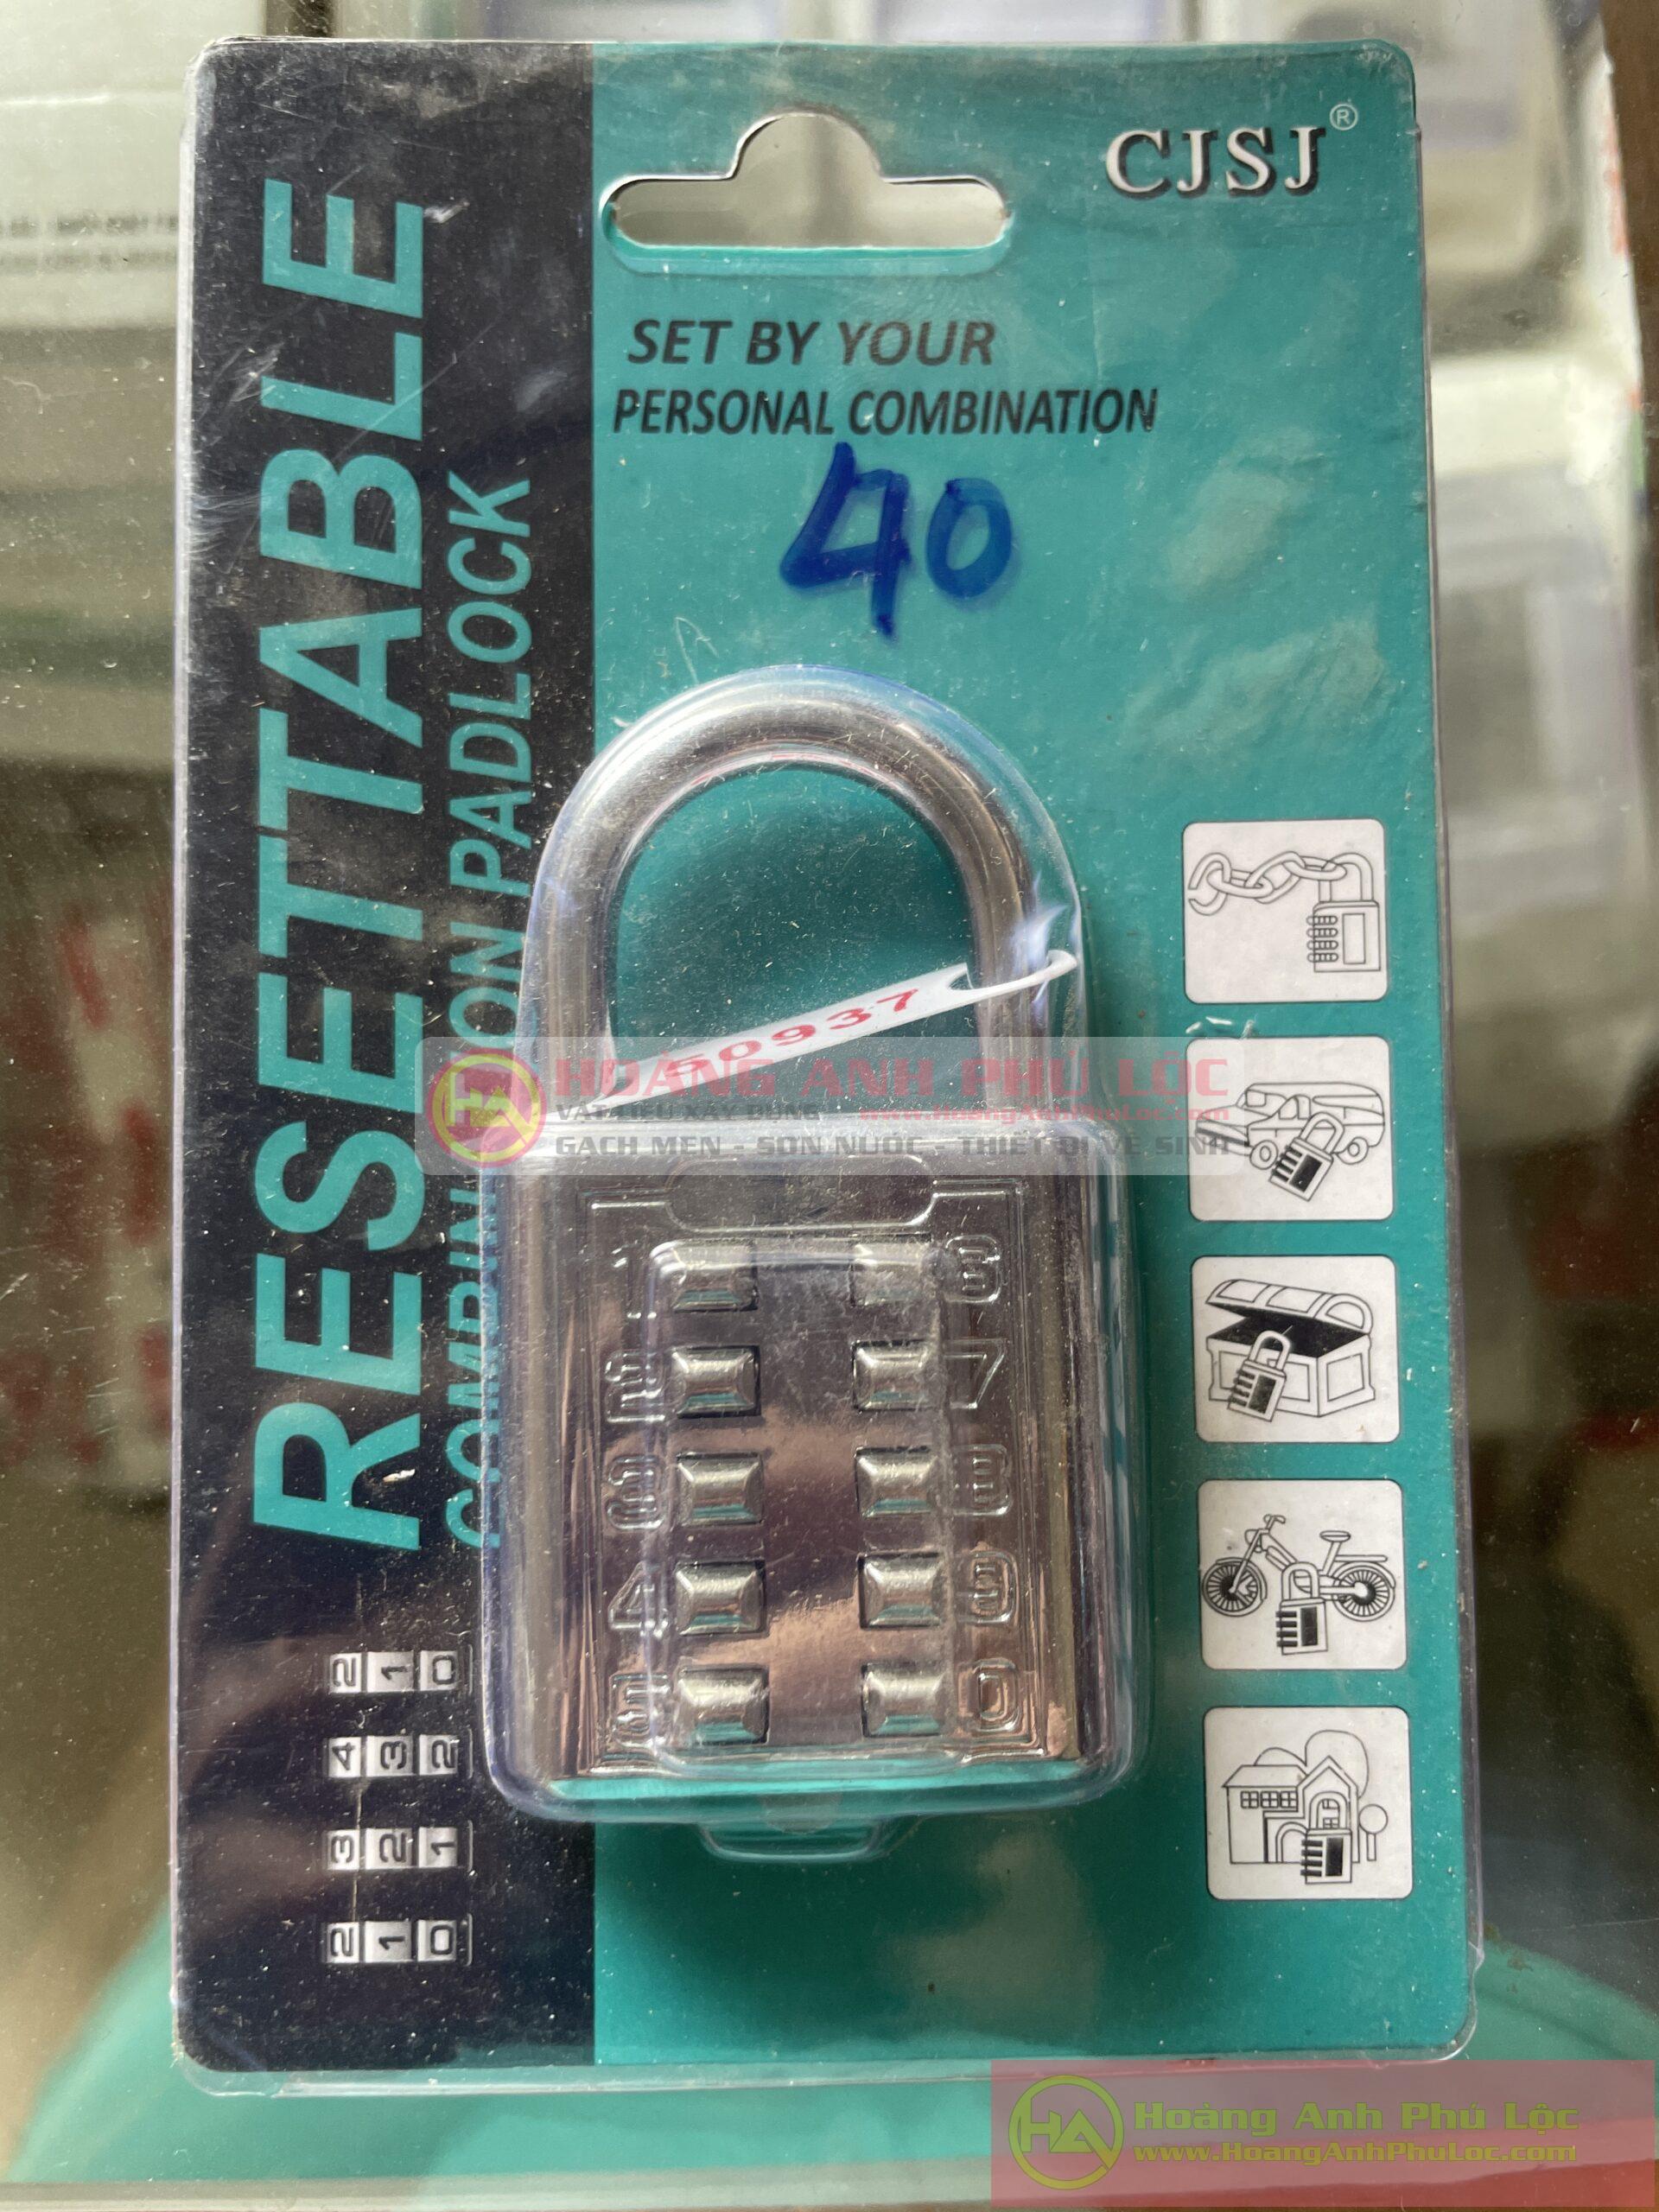 CJSJ®
SET BY YOUR
PERSONAL COMBINATION
40
RESETTABLE
COMBINATION PADLOCK
50937
HOÀNG ANH PHÚ LỘC
VẬT LIỆU XÂY DỰNG www.HoangAnhPhuLoc.com
GẠCH MEN - SƠN NƯỚC - THIẾT BỊ VỆ SINH
1 6
2 7
3 8
4 9
5 0
2 1 0
4 3 2
3 2 1
2 1 0
Hoàng Anh Phú Lộc
www.HoangAnhPhuLoc.com